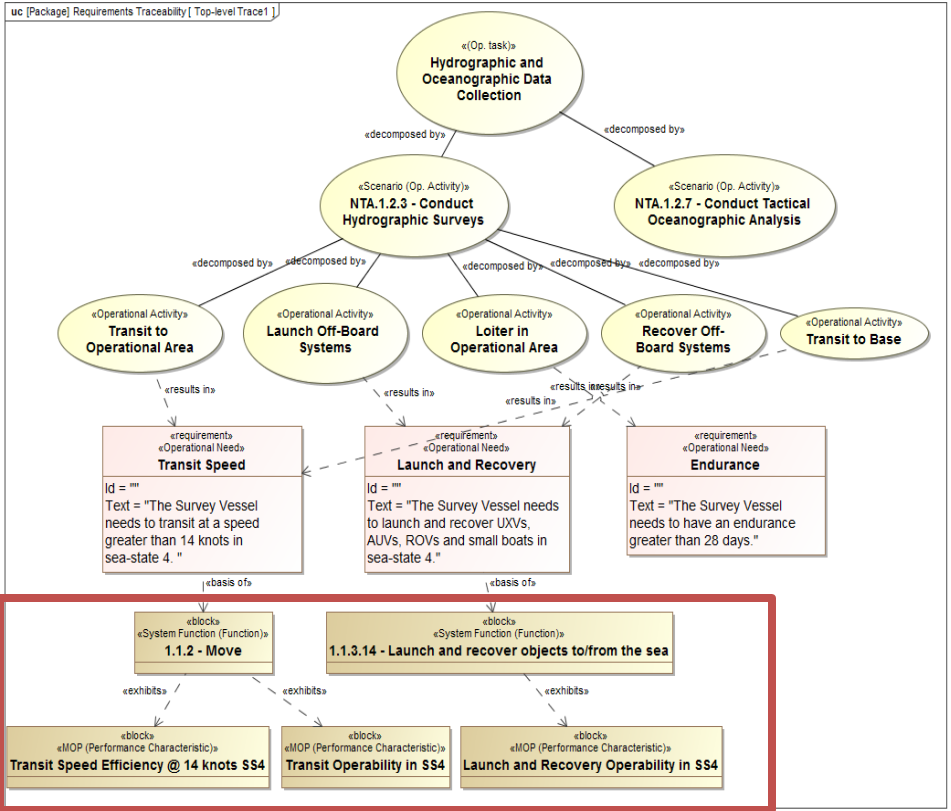 uc [Package] Requirements Traceability [ Top-level Trace1 ]
«(Op. task)»
Hydrographic and
Oceanographic Data
Collection
«decomposed by»
«decomposed by»
«Scenario (Op. Activity)»
NTA.1.2.3 - Conduct
Hydrographic Surveys
«Scenario (Op. Activity)»
NTA.1.2.7 - Conduct Tactical
Oceanographic Analysis
«decomposed by»
«decomposed by»
«decomposed by»
«decomposed by»
«decomposed by»
«Operational Activity»
Transit to
Operational Area
«Operational Activity»
Launch Off-Board
Systems
«Operational Activity»
Loiter in
Operational Area
«Operational Activity»
Recover Off-
Board Systems
«Operational Activity»
Transit to Base
«results in»
«results in»
«results in»
«results in»
«results in»
«requirement»
«Operational Need»
Transit Speed
Id = ""
Text = "The Survey Vessel
needs to transit at a speed
greater than 14 knots in
sea-state 4. "
«requirement»
«Operational Need»
Launch and Recovery
Id = ""
Text = "The Survey Vessel needs
to launch and recover UXVs,
AUVs, ROVs and small boats in
sea-state 4."
«requirement»
«Operational Need»
Endurance
Id = ""
Text = "The Survey Vessel
needs to have an endurance
greater than 28 days."
«basis of»
«basis of»
«block»
«System Function (Function)»
1.1.2 - Move
«block»
«System Function (Function)»
1.1.3.14 - Launch and recover objects to/from the sea
«exhibits»
«exhibits»
«exhibits»
«block»
«MOP (Performance Characteristic)»
Transit Speed Efficiency @ 14 knots SS4
«block»
«MOP (Performance Characteristic)»
Transit Operability in SS4
«block»
«MOP (Performance Characteristic)»
Launch and Recovery Operability in SS4